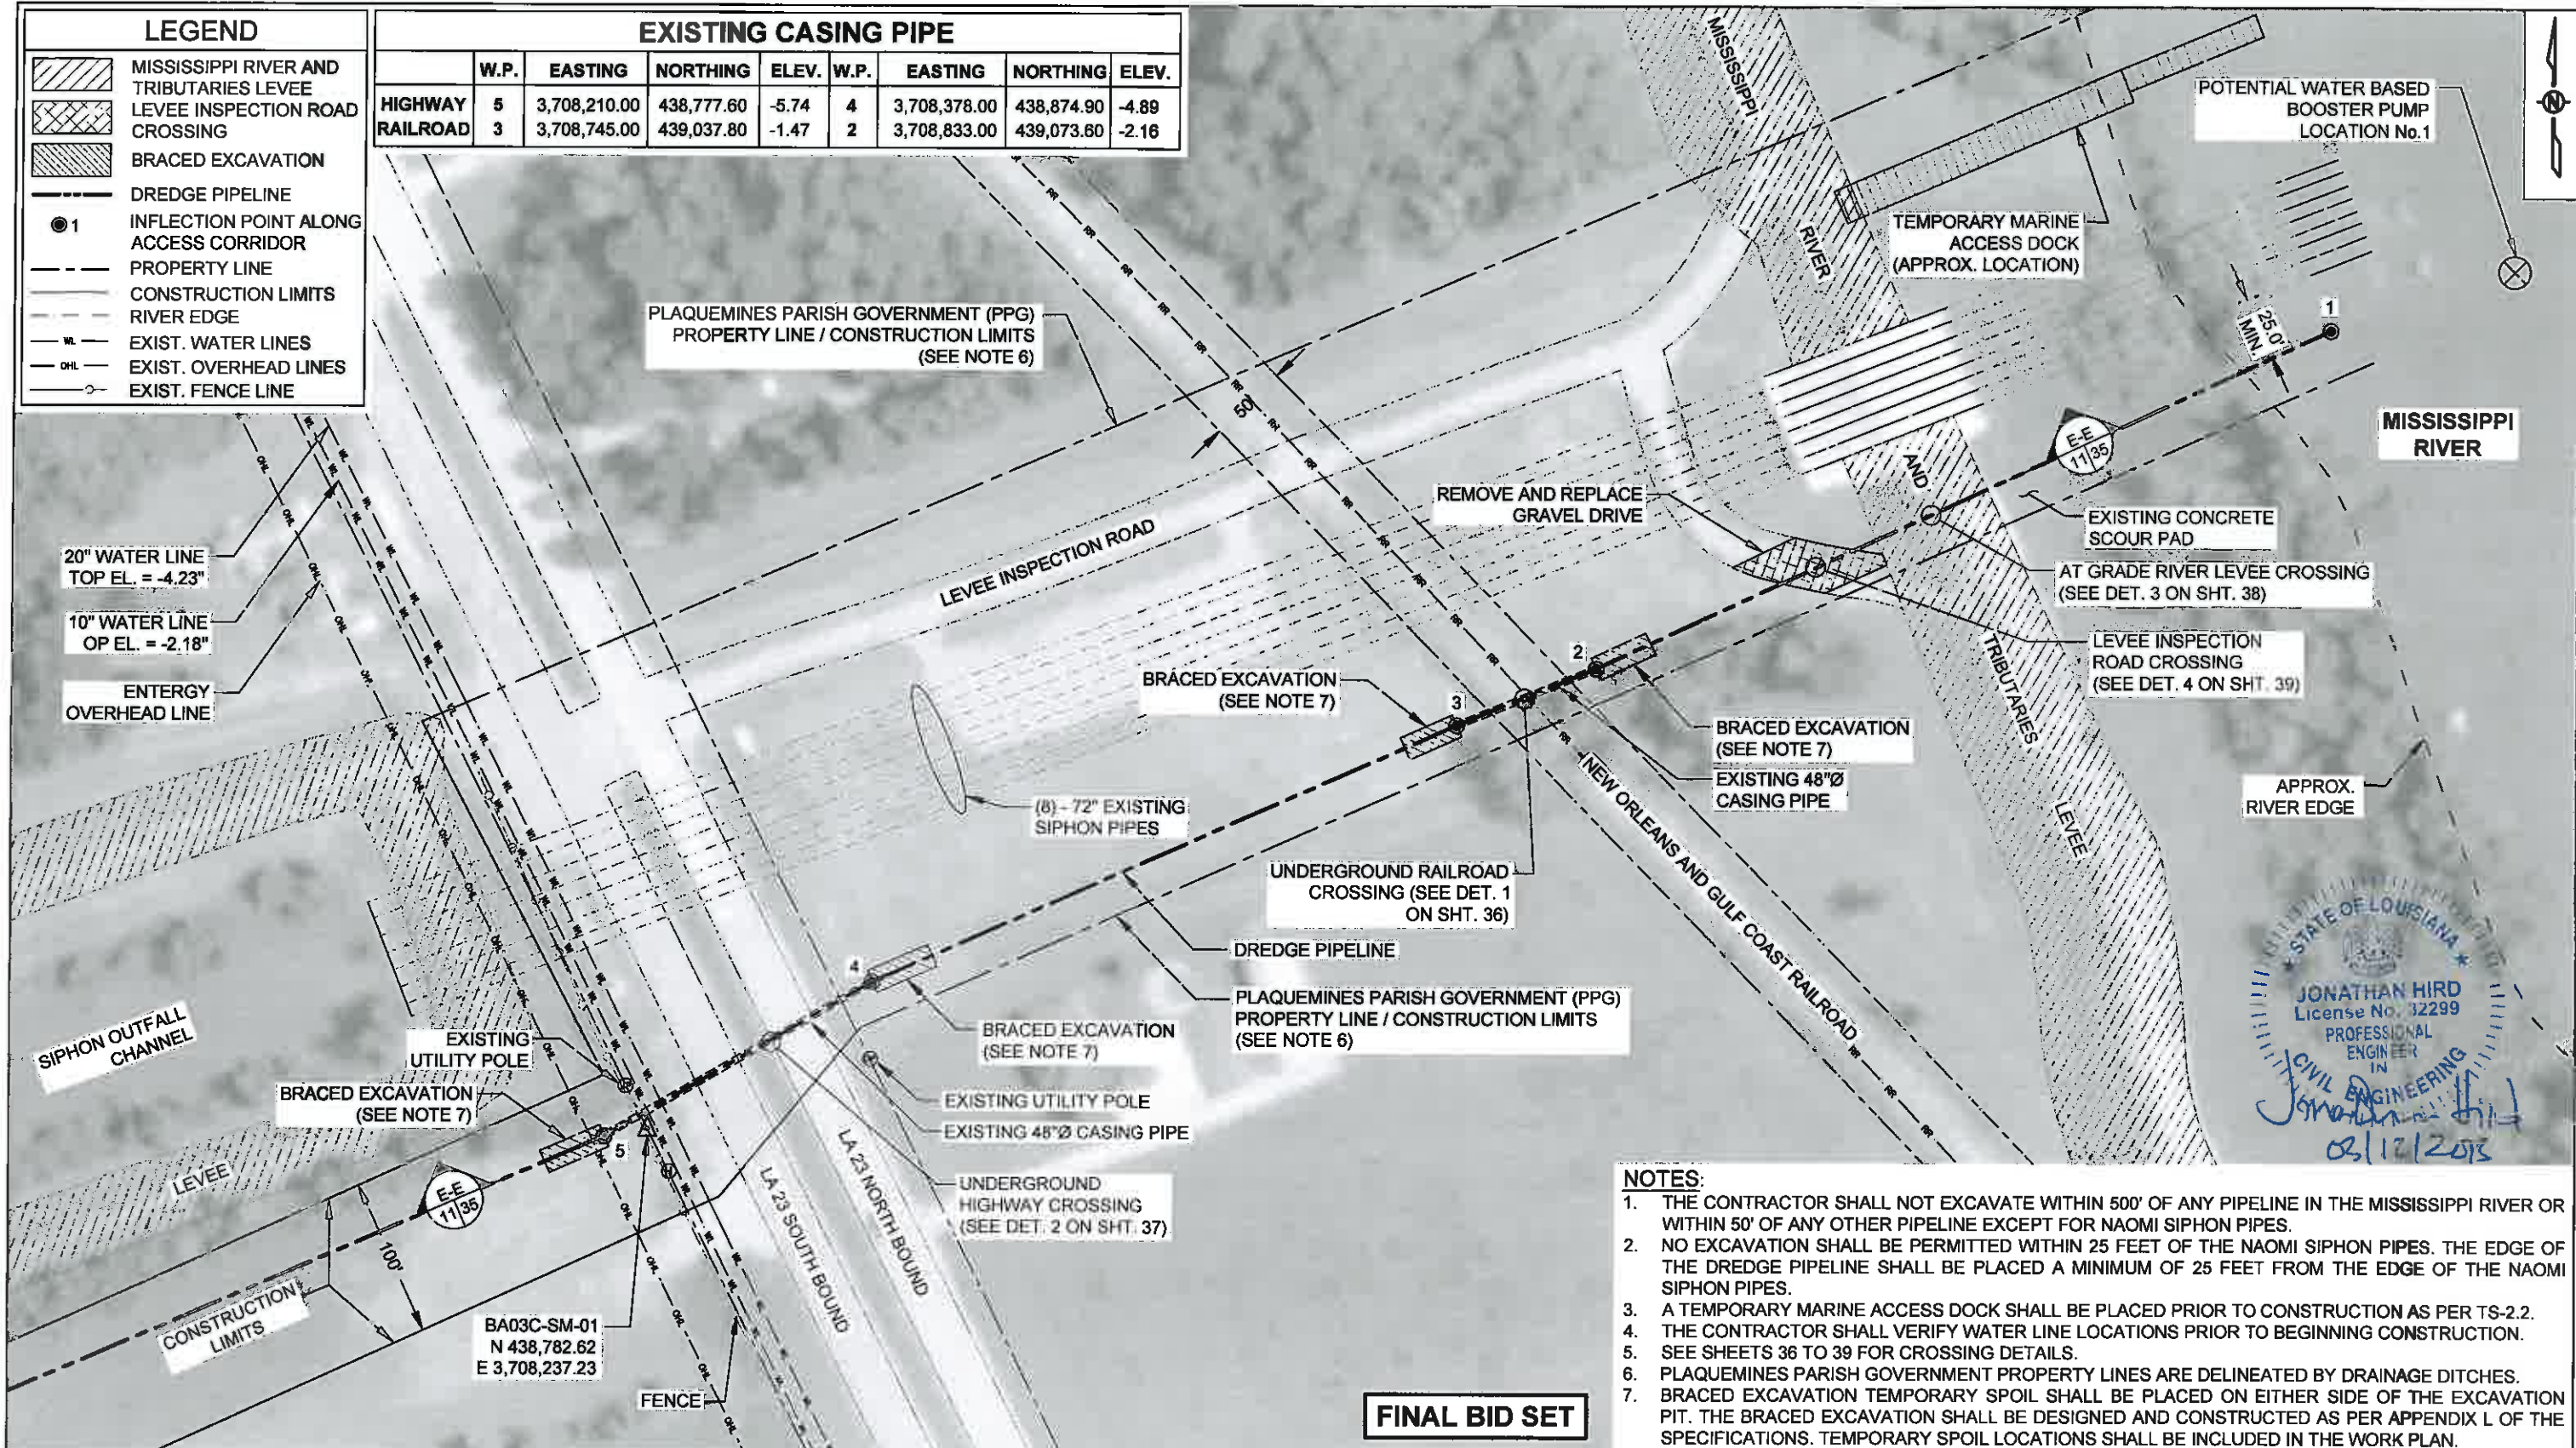 LEGEND
MISSISSIPPI RIVER AND
TRIBUTARIES LEVEE
LEVEE INSPECTION ROAD
CROSSING
BRACED EXCAVATION
DREDGE PIPELINE
1 INFLECTION POINT ALONG
ACCESS CORRIDOR
PROPERTY LINE
CONSTRUCTION LIMITS
RIVER EDGE
WL EXIST. WATER LINES
OHL EXIST. OVERHEAD LINES
EXIST. FENCE LINE
EXISTING CASING PIPE
W.P. EASTING NORTHING ELEV. W.P. EASTING NORTHING ELEV.
HIGHWAY 5 3,708,210.00 438,777.60 -5.74 4 3,708,378.00 438,874.90 -4.89
RAILROAD 3 3,708,745.00 439,037.80 -1.47 2 3,708,833.00 439,073.60 -2.16
N
POTENTIAL WATER BASED
BOOSTER PUMP
LOCATION No.1
MISSISSIPPI
RIVER
AND
TRIBUTARIES
LEVEE
TEMPORARY MARINE
ACCESS DOCK
(APPROX. LOCATION)
25.0'
MIN.
1
PLAQUEMINES PARISH GOVERNMENT (PPG)
PROPERTY LINE / CONSTRUCTION LIMITS
(SEE NOTE 6)
50'
MISSISSIPPI
RIVER
E-E
11 35
REMOVE AND REPLACE
GRAVEL DRIVE
EXISTING CONCRETE
SCOUR PAD
AT GRADE RIVER LEVEE CROSSING
(SEE DET. 3 ON SHT. 38)
LEVEE INSPECTION
ROAD CROSSING
(SEE DET. 4 ON SHT. 39)
LEVEE INSPECTION ROAD
20" WATER LINE
TOP EL. = -4.23"
10" WATER LINE
OP EL. = -2.18"
ENTERGY
OVERHEAD LINE
2
BRACED EXCAVATION
(SEE NOTE 7)
3
BRACED EXCAVATION
(SEE NOTE 7)
EXISTING 48"Ø
CASING PIPE
APPROX.
RIVER EDGE
(8) - 72" EXISTING
SIPHON PIPES
NEW ORLEANS AND GULF COAST RAILROAD
UNDERGROUND RAILROAD
CROSSING (SEE DET. 1
ON SHT. 36)
DREDGE PIPELINE
4
PLAQUEMINES PARISH GOVERNMENT (PPG)
PROPERTY LINE / CONSTRUCTION LIMITS
(SEE NOTE 6)
BRACED EXCAVATION
(SEE NOTE 7)
SIPHON OUTFALL
CHANNEL
EXISTING
UTILITY POLE
BRACED EXCAVATION
(SEE NOTE 7)
EXISTING UTILITY POLE
EXISTING 48"Ø CASING PIPE
5
LEVEE
E-E
11 35
UNDERGROUND
HIGHWAY CROSSING
(SEE DET. 2 ON SHT. 37)
LA 23 NORTH BOUND
LA 23 SOUTH BOUND
100'
CONSTRUCTION
LIMITS
BA03C-SM-01
N 438,782.62
E 3,708,237.23
FENCE
STATE OF LOUISIANA
JONATHAN HIRD
License No. 32299
PROFESSIONAL
ENGINEER
IN
CIVIL ENGINEERING
Jonathan Hird
03/12/2013
FINAL BID SET
NOTES:
1. THE CONTRACTOR SHALL NOT EXCAVATE WITHIN 500' OF ANY PIPELINE IN THE MISSISSIPPI RIVER OR
WITHIN 50' OF ANY OTHER PIPELINE EXCEPT FOR NAOMI SIPHON PIPES.
2. NO EXCAVATION SHALL BE PERMITTED WITHIN 25 FEET OF THE NAOMI SIPHON PIPES. THE EDGE OF
THE DREDGE PIPELINE SHALL BE PLACED A MINIMUM OF 25 FEET FROM THE EDGE OF THE NAOMI
SIPHON PIPES.
3. A TEMPORARY MARINE ACCESS DOCK SHALL BE PLACED PRIOR TO CONSTRUCTION AS PER TS-2.2.
4. THE CONTRACTOR SHALL VERIFY WATER LINE LOCATIONS PRIOR TO BEGINNING CONSTRUCTION.
5. SEE SHEETS 36 TO 39 FOR CROSSING DETAILS.
6. PLAQUEMINES PARISH GOVERNMENT PROPERTY LINES ARE DELINEATED BY DRAINAGE DITCHES.
7. BRACED EXCAVATION TEMPORARY SPOIL SHALL BE PLACED ON EITHER SIDE OF THE EXCAVATION
PIT. THE BRACED EXCAVATION SHALL BE DESIGNED AND CONSTRUCTED AS PER APPENDIX L OF THE
SPECIFICATIONS. TEMPORARY SPOIL LOCATIONS SHALL BE INCLUDED IN THE WORK PLAN.